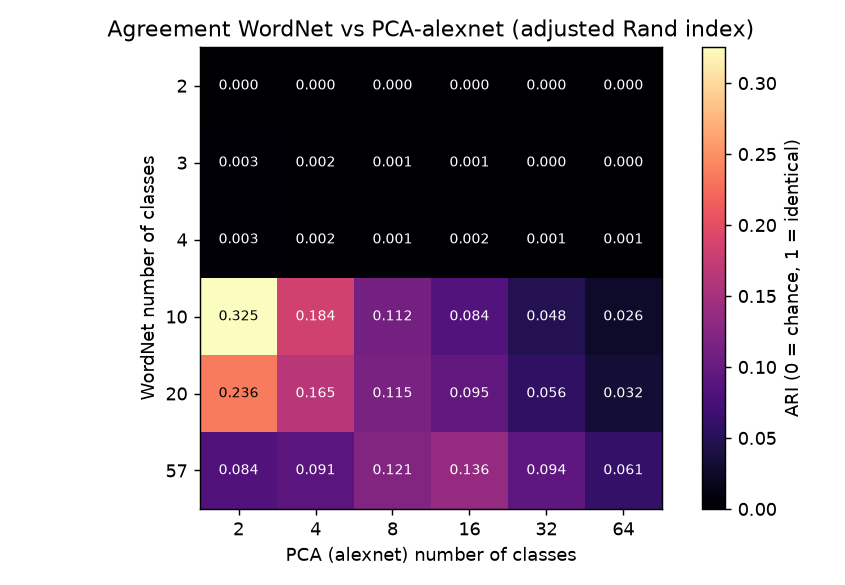 Agreement WordNet vs PCA-alexnet (adjusted Rand index)
WordNet number of classes
2 0.000 0.000 0.000 0.000 0.000 0.000
3 0.003 0.002 0.001 0.001 0.000 0.000
4 0.003 0.002 0.001 0.002 0.001 0.001
10 0.325 0.184 0.112 0.084 0.048 0.026
20 0.236 0.165 0.115 0.095 0.056 0.032
57 0.084 0.091 0.121 0.136 0.094 0.061
2 4 8 16 32 64
PCA (alexnet) number of classes
0.30
0.25
0.20
0.15
0.10
0.05
0.00
ARI (0 = chance, 1 = identical)